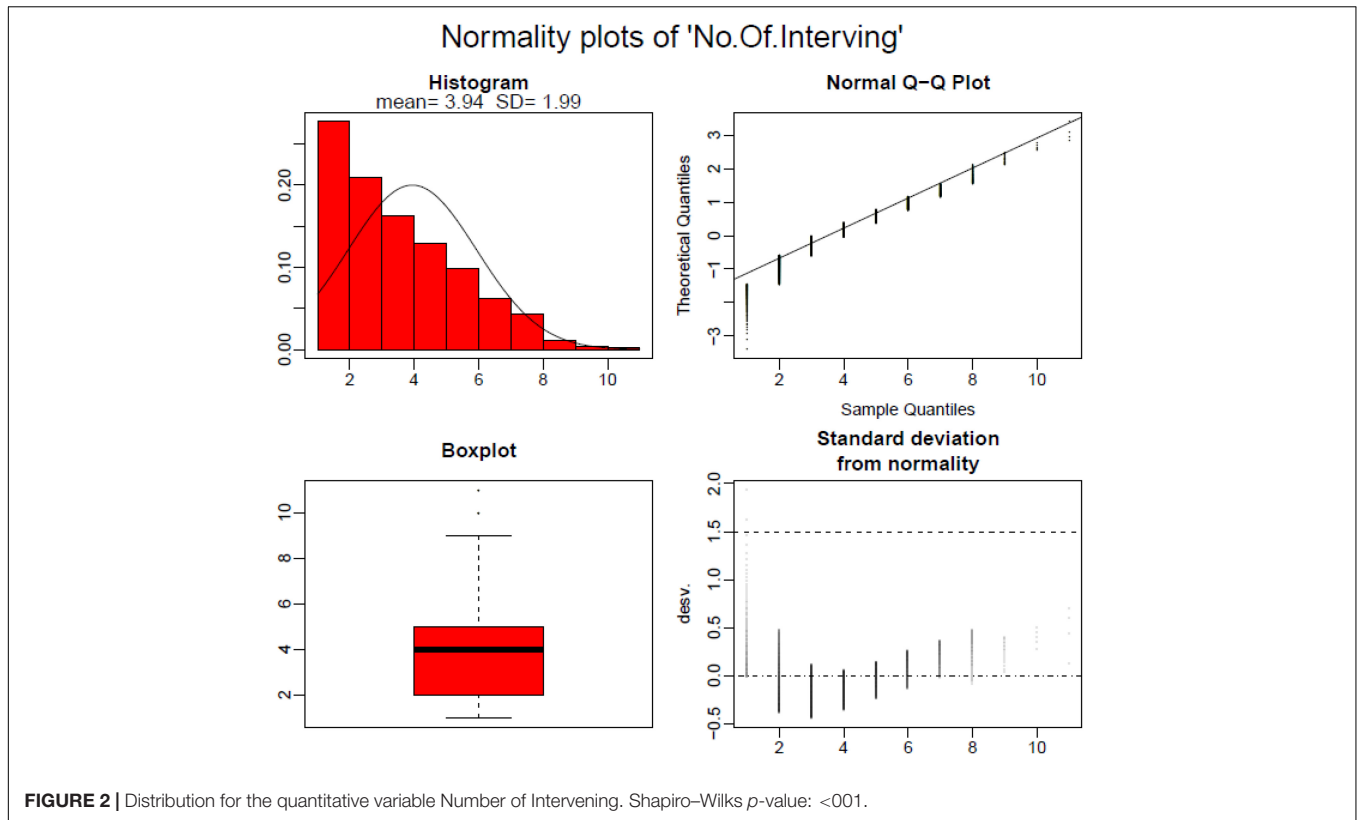 Normality plots of 'No.Of.Interving'
Histogram
mean= 3.94 SD= 1.99
0.00 0.10 0.20
2 4 6 8 10
Normal Q−Q Plot
Theoretical Quantiles
−3 −1 0 1 2 3
2 4 6 8 10
Sample Quantiles
Boxplot
2 4 6 8 10
Standard deviation
from normality
desv.
−0.5 0.0 0.5 1.0 1.5 2.0
2 4 6 8 10
FIGURE 2 | Distribution for the quantitative variable Number of Intervening. Shapiro–Wilks p-value: <001.